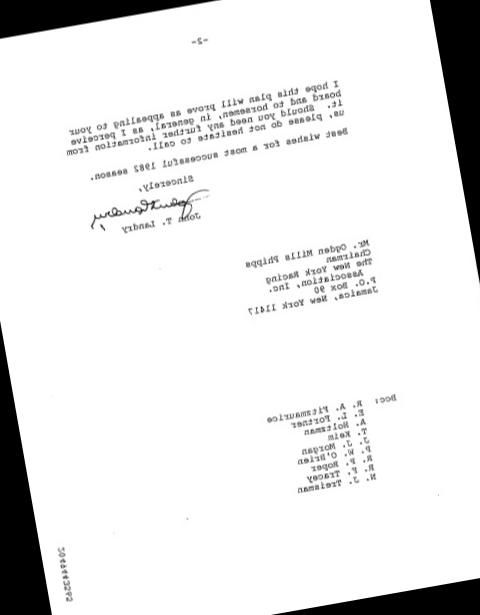 -2-
I hope this plan will prove as appealing to your
board and to horsemen, in general, as I perceive
it. Should you need any further information from
us, please do not hesitate to call.
Best wishes for a most successful 1982 season.
Sincerely,
John T. Landry
Mr. Ogden Mills Phipps
Chairman
The New York Racing
Association, Inc.
P.O. Box 90
Jamaica, New York 11417
Bcc: R. A. Fitzmaurice
E. L. Fortner
A. Holtzman
T. Keim
J. J. Morgan
P. W. O'Brien
R. P. Roper
R. F. Tracey
N. J. Treisman